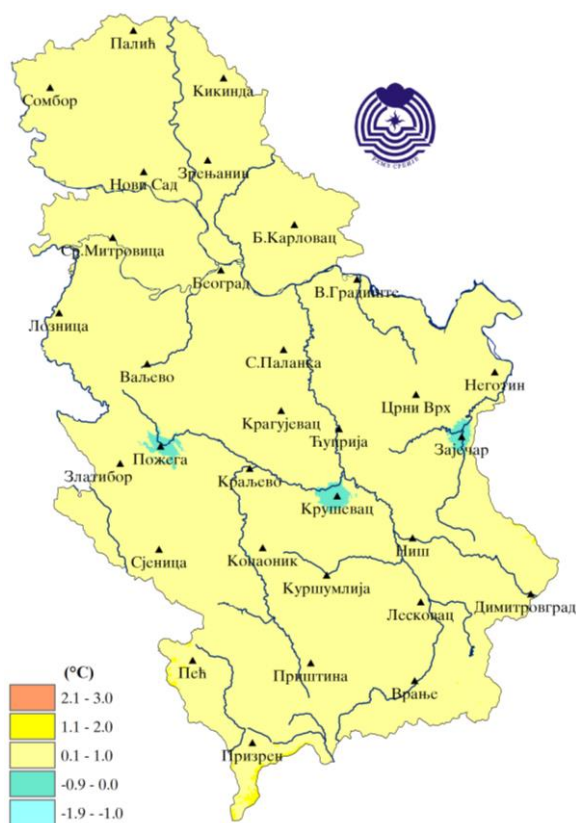 Палић
Кикинда
Сомбор
РХМЗ СРБИЈЕ
Зрењанин
Нови Сад
Б.Карловац
Ср.Митровица
Београд
В.Градиште
Лозница
С.Паланка
Ваљево
Неготин
Црни Врх
Крагујевац
Ћуприја
Зајечар
Пожега
Златибор
Краљево
Крушевац
Ниш
Сјеница
Копаоник
Куршумлија
Димитровград
Лесковац
(°C)
Пећ
Приштина
Врање
2.1 - 3.0
1.1 - 2.0
0.1 - 1.0
Призрен
-0.9 - 0.0
-1.9 - -1.0